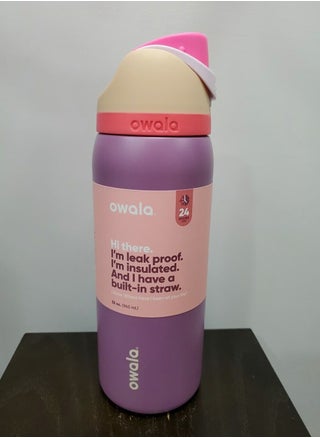 owala
owala
24
Hi there.
I'm leak proof.
I'm insulated.
And I have a
built-in straw.
owala